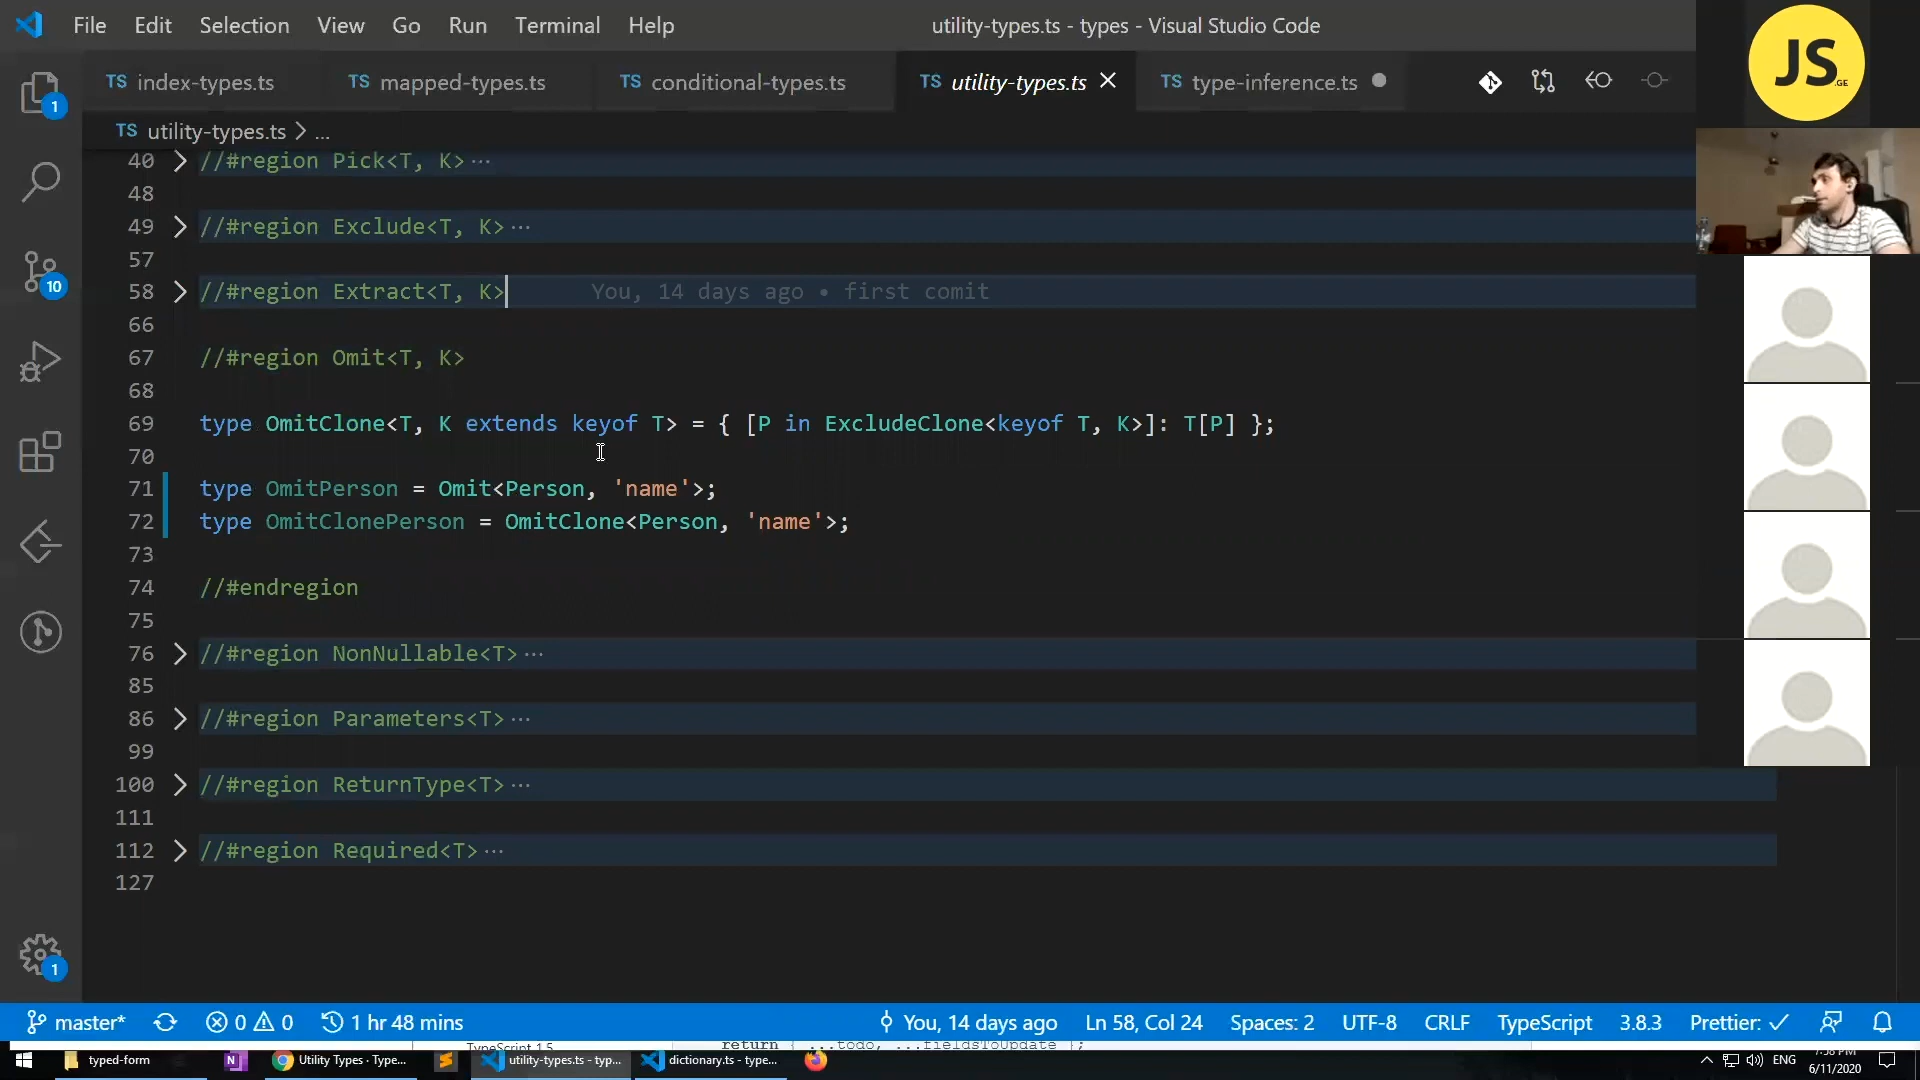 File Edit Selection View Go Run Terminal Help
utility-types.ts - types - Visual Studio Code
JS .GE
TS index-types.ts
TS mapped-types.ts
TS conditional-types.ts
TS utility-types.ts
TS type-inference.ts
TS utility-types.ts > ...
40 //#region Pick<T, K>...
48
49 //#region Exclude<T, K>...
57
58 //#region Extract<T, K> You, 14 days ago • first comit
66
67 //#region Omit<T, K>
68
69 type OmitClone<T, K extends keyof T> = { [P in ExcludeClone<keyof T, K>]: T[P] };
70
71 type OmitPerson = Omit<Person, 'name'>;
72 type OmitClonePerson = OmitClone<Person, 'name'>;
73
74 //#endregion
75
76 //#region NonNullable<T>...
85
86 //#region Parameters<T>...
99
100 //#region ReturnType<T>...
111
112 //#region Required<T>...
127
1
10
1
master* 0 0 1 hr 48 mins You, 14 days ago Ln 58, Col 24 Spaces: 2 UTF-8 CRLF TypeScript 3.8.3 Prettier: ✓
TypeScript 1.5 return { ...todo, ...fieldsToUpdate };
typed-form Utility Types · Type... utility-types.ts - typ... dictionary.ts - type... ENG 7:58 PM
6/11/2020